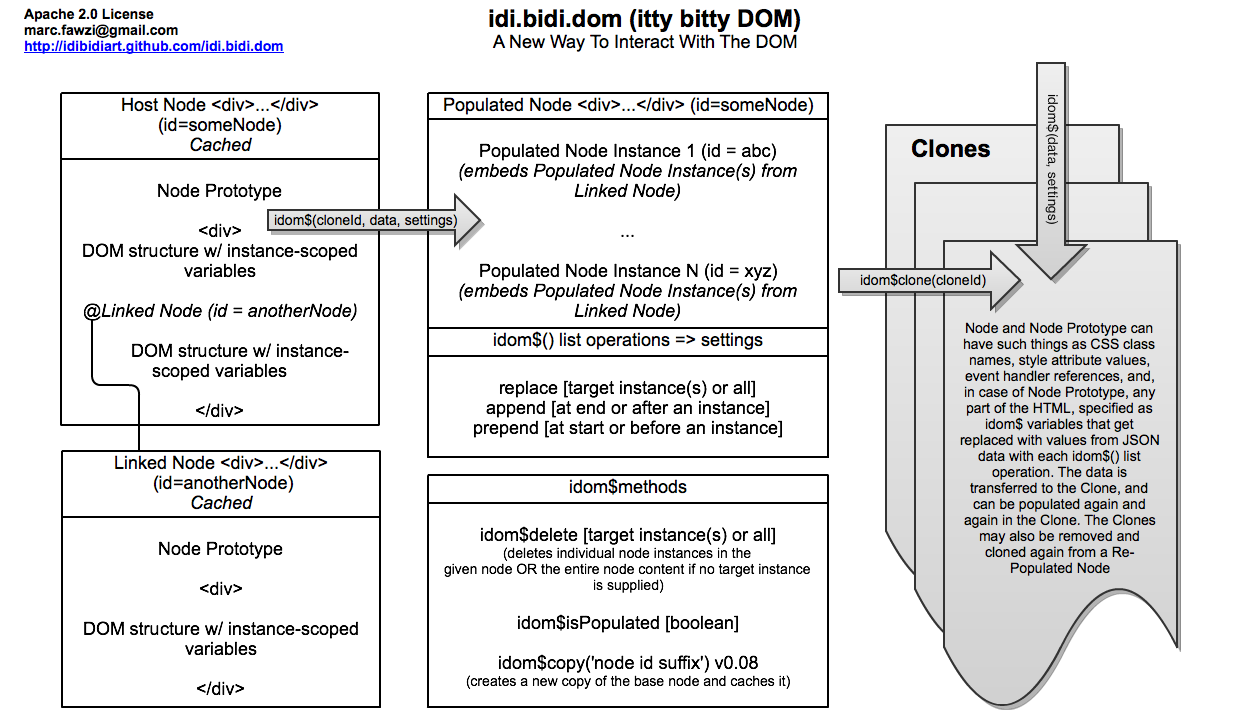 Apache 2.0 License
marc.fawzi@gmail.com
http://idibidiart.github.com/idi.bidi.dom
idi.bidi.dom (itty bitty DOM)
A New Way To Interact With The DOM
Host Node <div>...</div>
(id=someNode)
Cached
Node Prototype
<div>
DOM structure w/ instance-scoped
variables
@Linked Node (id = anotherNode)
DOM structure w/ instance-
scoped variables
</div>
Linked Node <div>...</div>
(id=anotherNode)
Cached
Node Prototype
<div>
DOM structure w/ instance-scoped
variables
</div>
idom$(cloneId, data, settings)
Populated Node <div>...</div> (id=someNode)
Populated Node Instance 1 (id = abc)
(embeds Populated Node Instance(s) from
Linked Node)
...
Populated Node Instance N (id = xyz)
(embeds Populated Node Instance(s) from
Linked Node)
idom$() list operations => settings
replace [target instance(s) or all]
append [at end or after an instance]
prepend [at start or before an instance]
idom$methods
idom$delete [target instance(s) or all]
(deletes individual node instances in the
given node OR the entire node content if no target instance
is supplied)
idom$isPopulated [boolean]
idom$copy('node id suffix') v0.08
(creates a new copy of the base node and caches it)
Clones
idom$(data, settings)
idom$clone(cloneId)
Node and Node Prototype can
have such things as CSS class
names, style attribute values,
event handler references, and,
in case of Node Prototype, any
part of the HTML, specified as
idom$ variables that get
replaced with values from JSON
data with each idom$() list
operation. The data is
transferred to the Clone, and
can be populated again and
again in the Clone. The Clones
may also be removed and
cloned again from a Re-
Populated Node